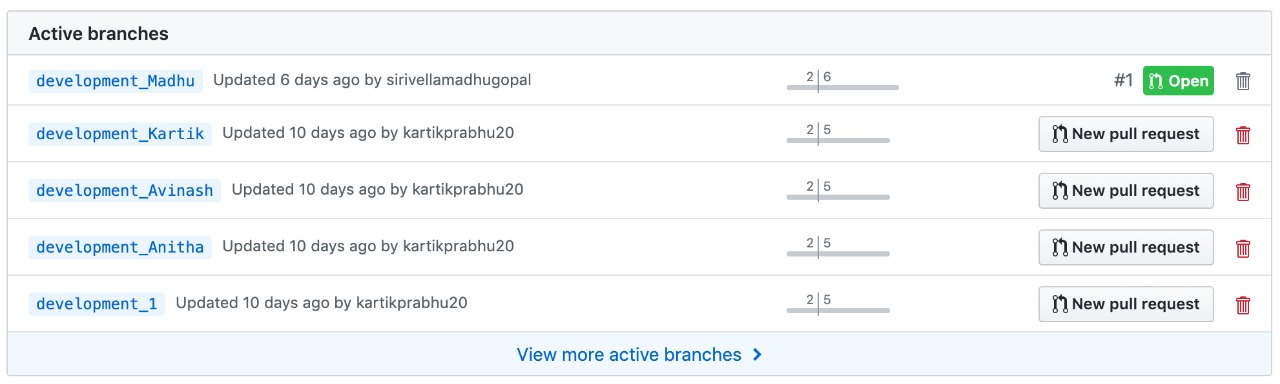 Active branches
development_Madhu Updated 6 days ago by sirivellamadhugopal 2 6 #1 Open
development_Kartik Updated 10 days ago by kartikprabhu20 2 5 New pull request
development_Avinash Updated 10 days ago by kartikprabhu20 2 5 New pull request
development_Anitha Updated 10 days ago by kartikprabhu20 2 5 New pull request
development_1 Updated 10 days ago by kartikprabhu20 2 5 New pull request
View more active branches